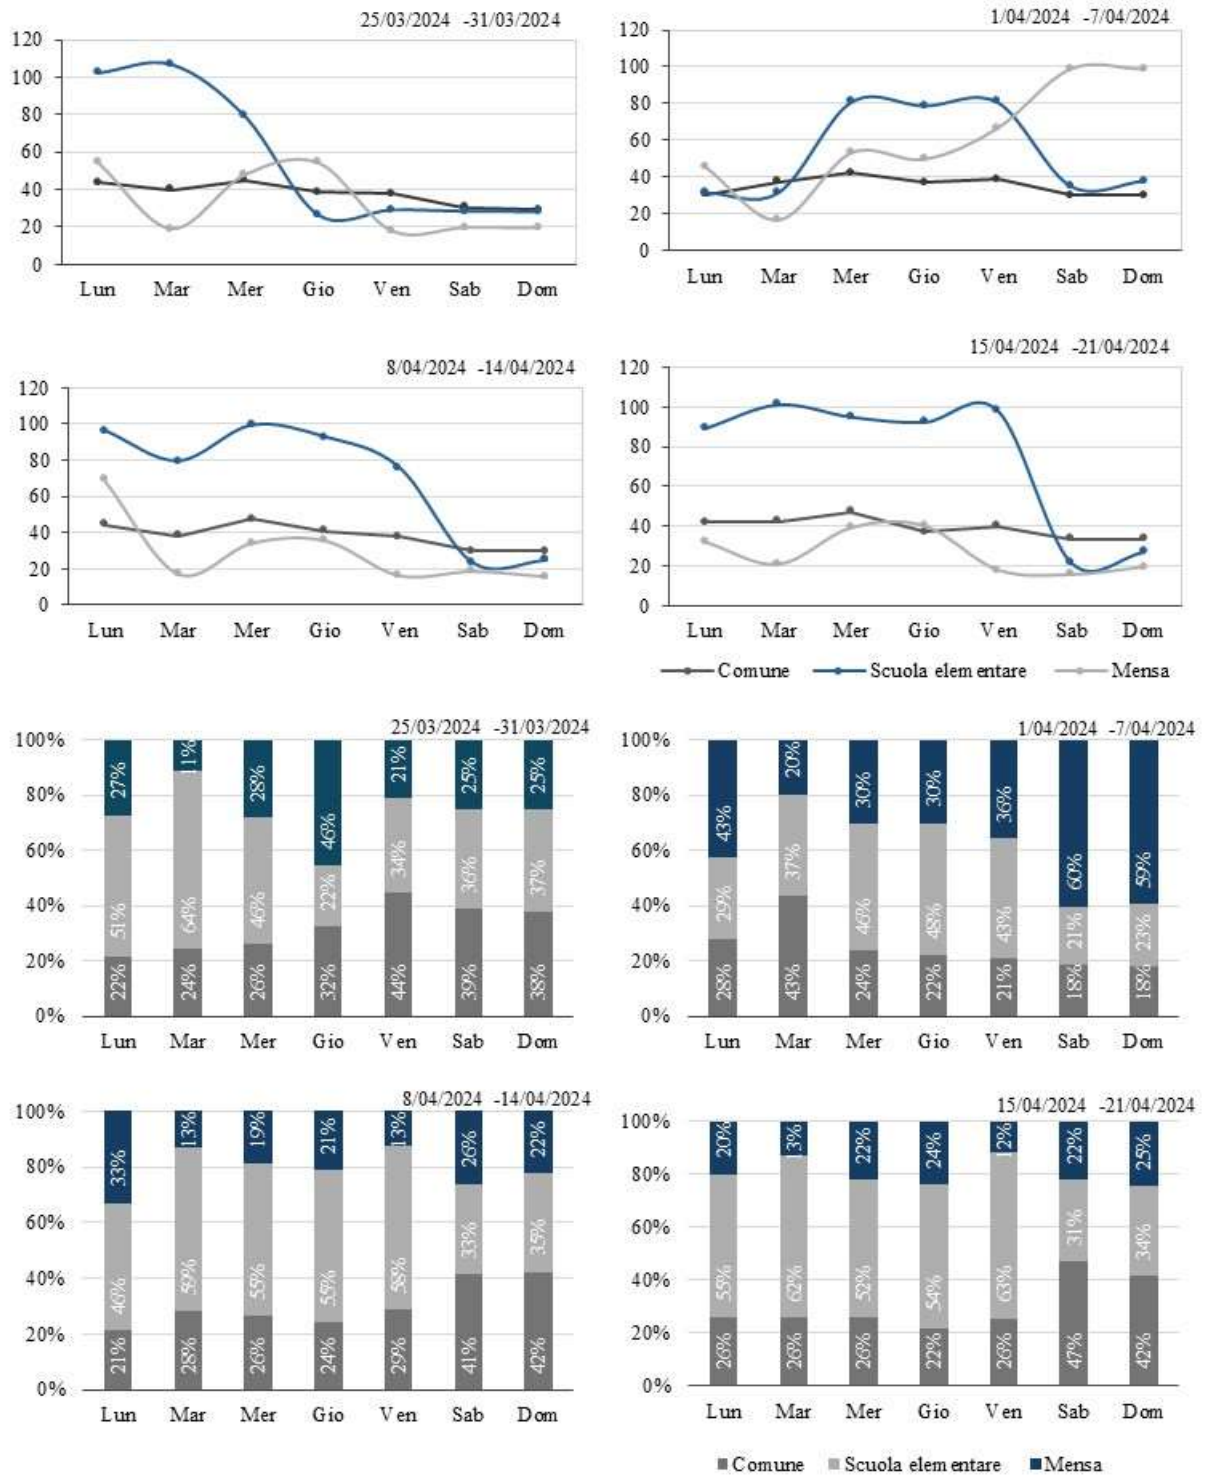 25/03/2024 -31/03/2024
120
100
80
60
40
20
0
Lun Mar Mer Gio Ven Sab Dom
1/04/2024 -7/04/2024
120
100
80
60
40
20
0
Lun Mar Mer Gio Ven Sab Dom
8/04/2024 -14/04/2024
120
100
80
60
40
20
0
Lun Mar Mer Gio Ven Sab Dom
15/04/2024 -21/04/2024
120
100
80
60
40
20
0
Lun Mar Mer Gio Ven Sab Dom
Comune Scuola elementare Mensa
25/03/2024 -31/03/2024
100%
80%
60%
40%
20%
0%
27% 11% 28% 46% 21% 25% 25%
51% 64% 46% 22% 34% 36% 37%
22% 24% 26% 32% 44% 39% 38%
Lun Mar Mer Gio Ven Sab Dom
1/04/2024 -7/04/2024
100%
80%
60%
40%
20%
0%
43% 20% 30% 30% 36% 60% 59%
29% 37% 46% 48% 43% 21% 23%
28% 43% 24% 22% 21% 18% 18%
Lun Mar Mer Gio Ven Sab Dom
8/04/2024 -14/04/2024
100%
80%
60%
40%
20%
0%
33% 13% 19% 21% 13% 26% 22%
46% 59% 55% 55% 58% 33% 35%
21% 28% 26% 24% 29% 41% 42%
Lun Mar Mer Gio Ven Sab Dom
15/04/2024 -21/04/2024
100%
80%
60%
40%
20%
0%
20% 13% 22% 24% 12% 22% 25%
55% 62% 52% 54% 63% 31% 34%
26% 26% 26% 22% 26% 47% 42%
Lun Mar Mer Gio Ven Sab Dom
Comune Scuola elementare Mensa